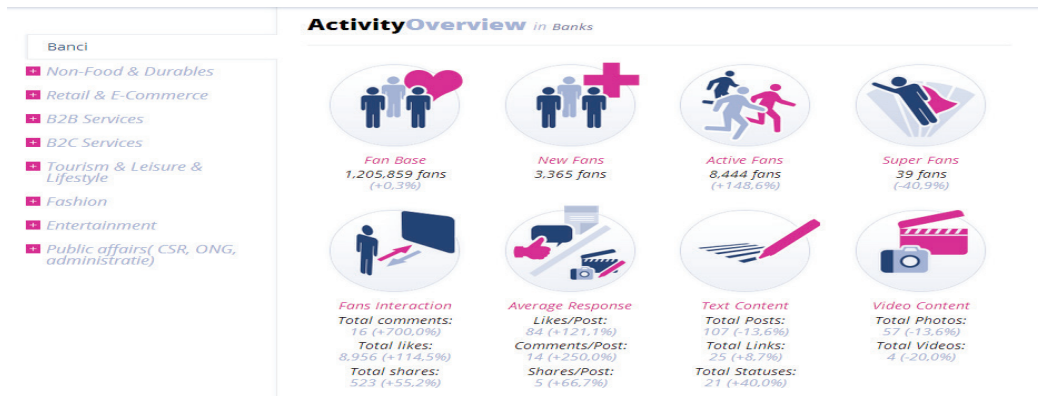 ActivityOverview in Banks
Banci
Non-Food & Durables
Retail & E-Commerce
B2B Services
B2C Services
Tourism & Leisure &
Lifestyle
Fashion
Entertainment
Public affairs( CSR, ONG,
administratie)
Fan Base
1,205,859 fans
(+0,3%)
New Fans
3,365 fans
Active Fans
8,444 fans
(+148,6%)
Super Fans
39 fans
(-40,9%)
Fans Interaction
Total comments:
16 (+700,0%)
Total likes:
8,956 (+114,5%)
Total shares:
523 (+55,2%)
Average Response
Likes/Post:
84 (+121,1%)
Comments/Post:
14 (+250,0%)
Shares/Post:
5 (+66,7%)
Text Content
Total Posts:
107 (-13,6%)
Total Links:
25 (+8,7%)
Total Statuses:
21 (+40,0%)
Video Content
Total Photos:
57 (-13,6%)
Total Videos:
4 (-20,0%)